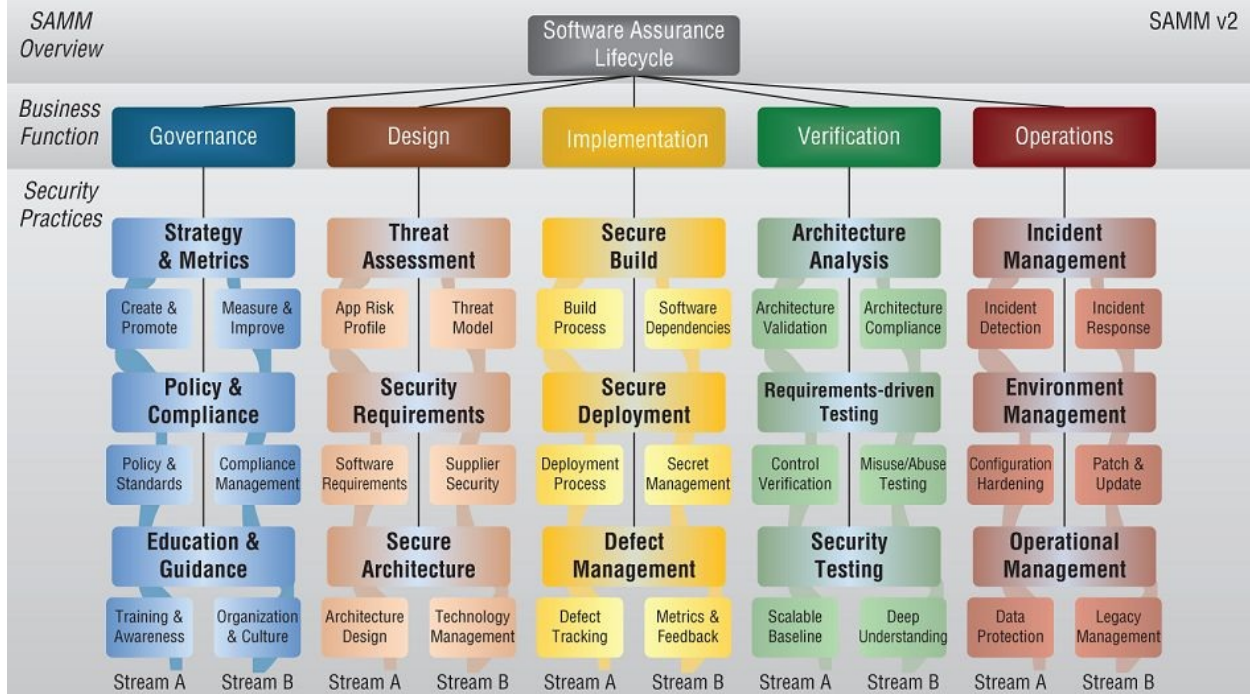 SAMM
Overview
Software Assurance
Lifecycle
SAMM v2
Business
Function
Governance
Design
Implementation
Verification
Operations
Security
Practices
Strategy
& Metrics
Threat
Assessment
Secure
Build
Architecture
Analysis
Incident
Management
Create &
Promote
Measure &
Improve
App Risk
Profile
Threat
Model
Build
Process
Software
Dependencies
Architecture
Validation
Architecture
Compliance
Incident
Detection
Incident
Response
Policy &
Compliance
Security
Requirements
Secure
Deployment
Requirements-driven
Testing
Environment
Management
Policy &
Standards
Compliance
Management
Software
Requirements
Supplier
Security
Deployment
Process
Secret
Management
Control
Verification
Misuse/Abuse
Testing
Configuration
Hardening
Patch &
Update
Education &
Guidance
Secure
Architecture
Defect
Management
Security
Testing
Operational
Management
Training &
Awareness
Organization
& Culture
Architecture
Design
Technology
Management
Defect
Tracking
Metrics &
Feedback
Scalable
Baseline
Deep
Understanding
Data
Protection
Legacy
Management
Stream A
Stream B
Stream A
Stream B
Stream A
Stream B
Stream A
Stream B
Stream A
Stream B